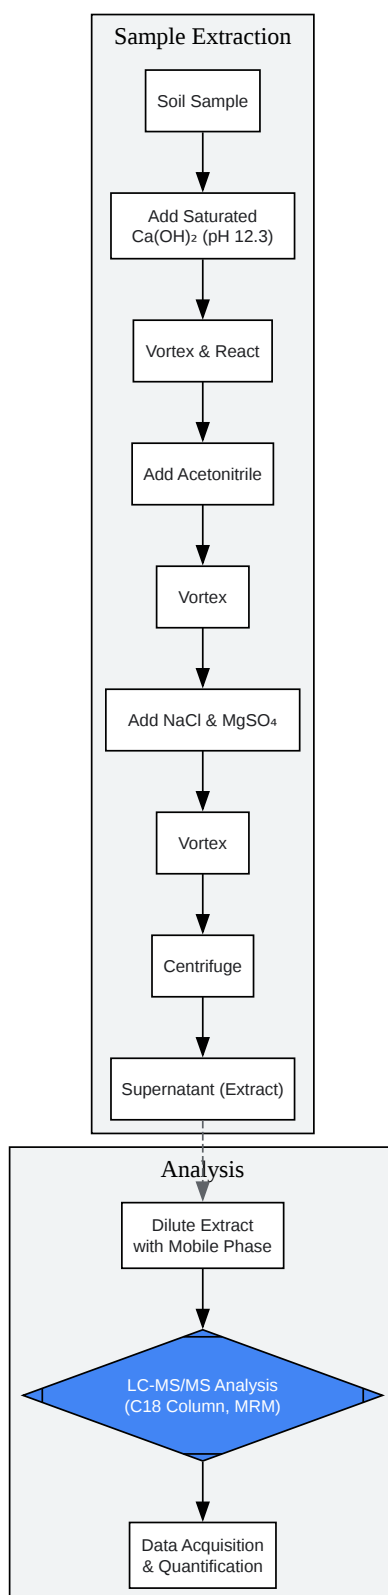 Sample Extraction
Soil Sample
Add Saturated
Ca(OH)₂ (pH 12.3)
Vortex & React
Add Acetonitrile
Vortex
Add NaCl & MgSO₄
Vortex
Centrifuge
Supernatant (Extract)
Analysis
Dilute Extract
with Mobile Phase
LC-MS/MS Analysis
(C18 Column, MRM)
Data Acquisition
& Quantification